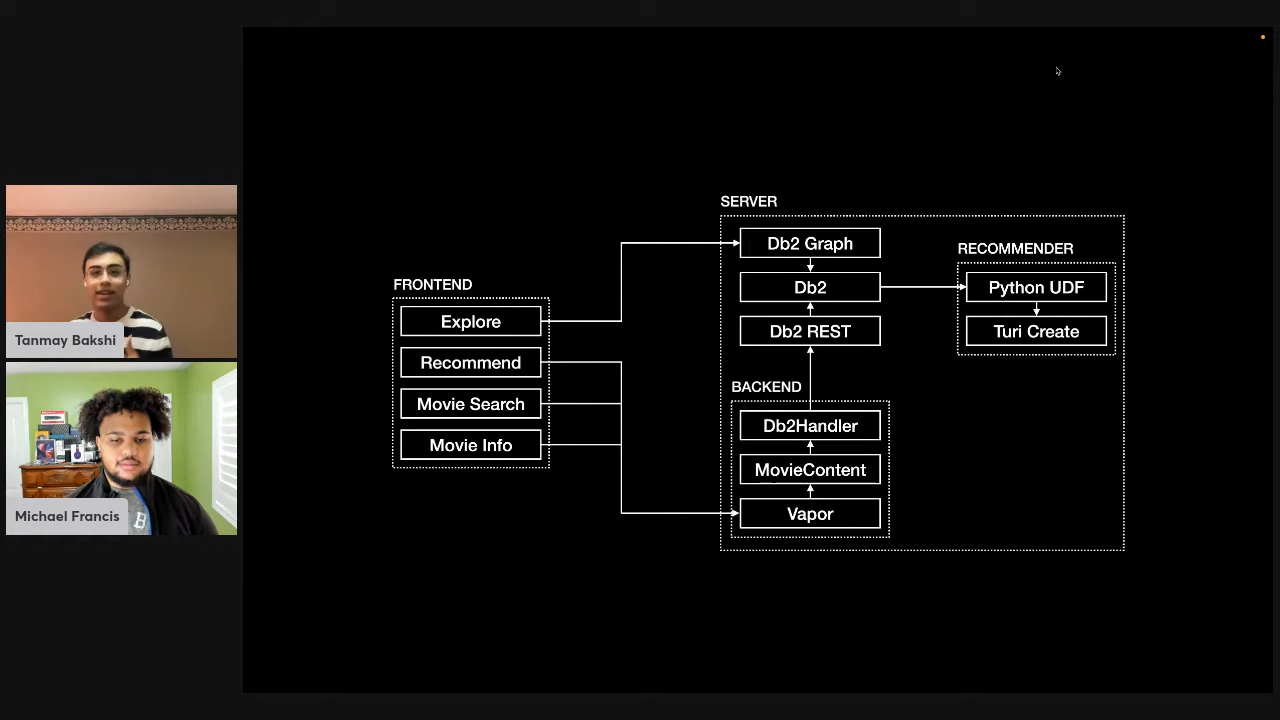 Tanmay Bakshi
Michael Francis
FRONTEND
Explore
Recommend
Movie Search
Movie Info
SERVER
Db2 Graph
Db2
Db2 REST
BACKEND
Db2Handler
MovieContent
Vapor
RECOMMENDER
Python UDF
Turi Create